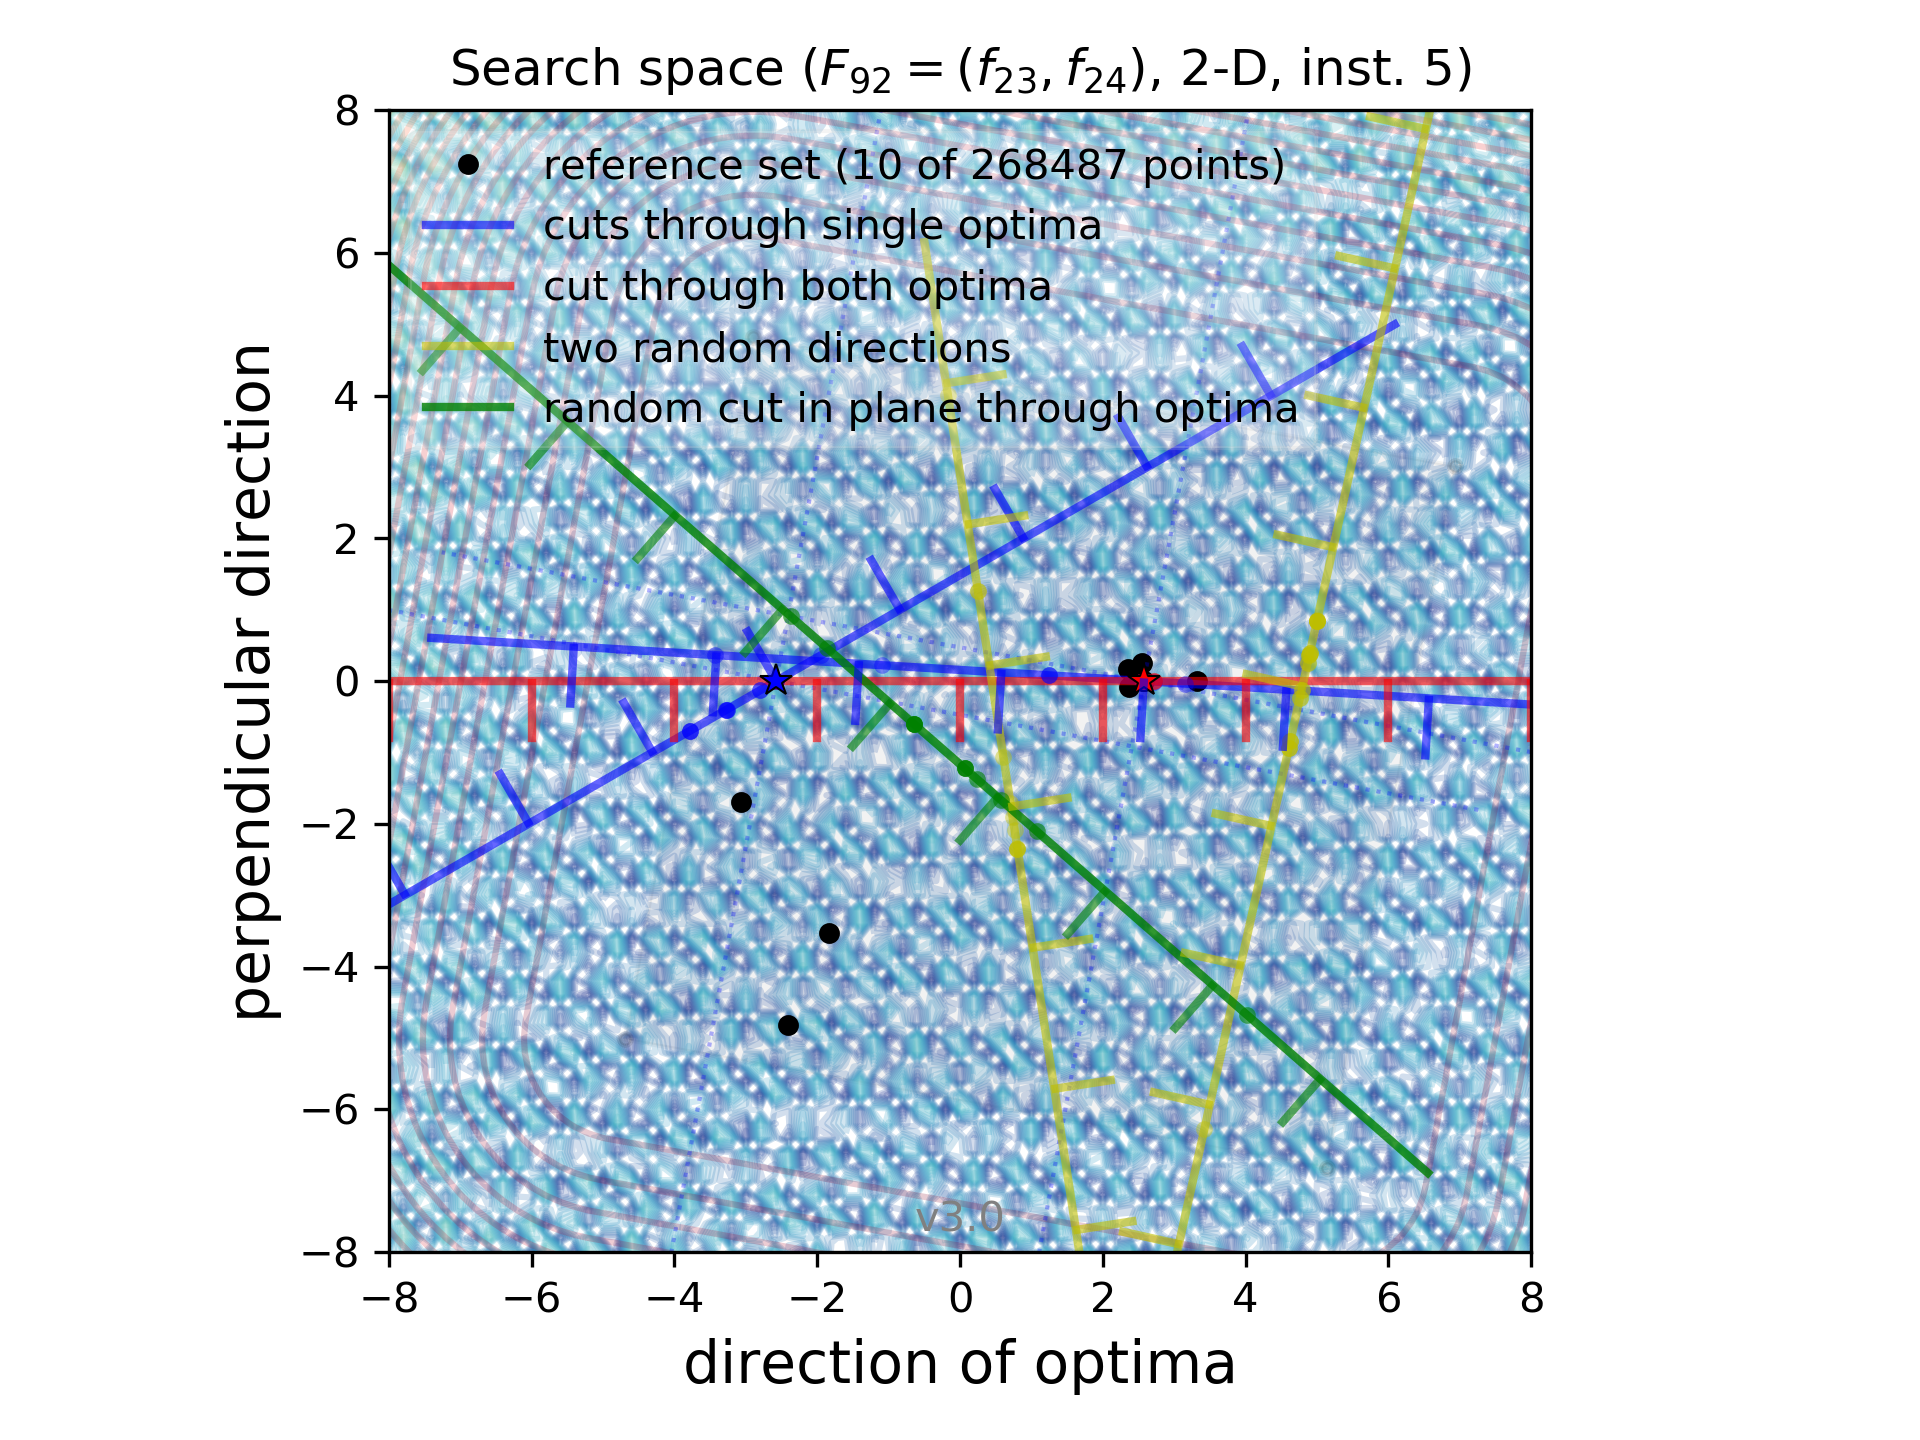 Search space (F₉₂ = (f₂₃, f₂₄), 2-D, inst. 5)
reference set (10 of 268487 points)
cuts through single optima
cut through both optima
two random directions
random cut in plane through optima
8
6
4
2
0
−2
−4
−6
−8
perpendicular direction
v3.0
−8 −6 −4 −2 0 2 4 6 8
direction of optima